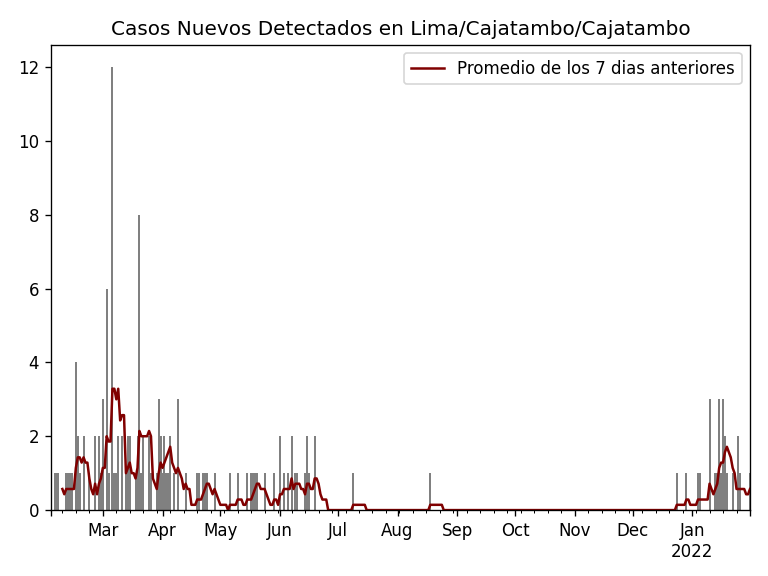 Casos Nuevos Detectados en Lima/Cajatambo/Cajatambo
Promedio de los 7 dias anteriores
12
10
8
6
4
2
0
Mar Apr May Jun Jul Aug Sep Oct Nov Dec Jan
2022